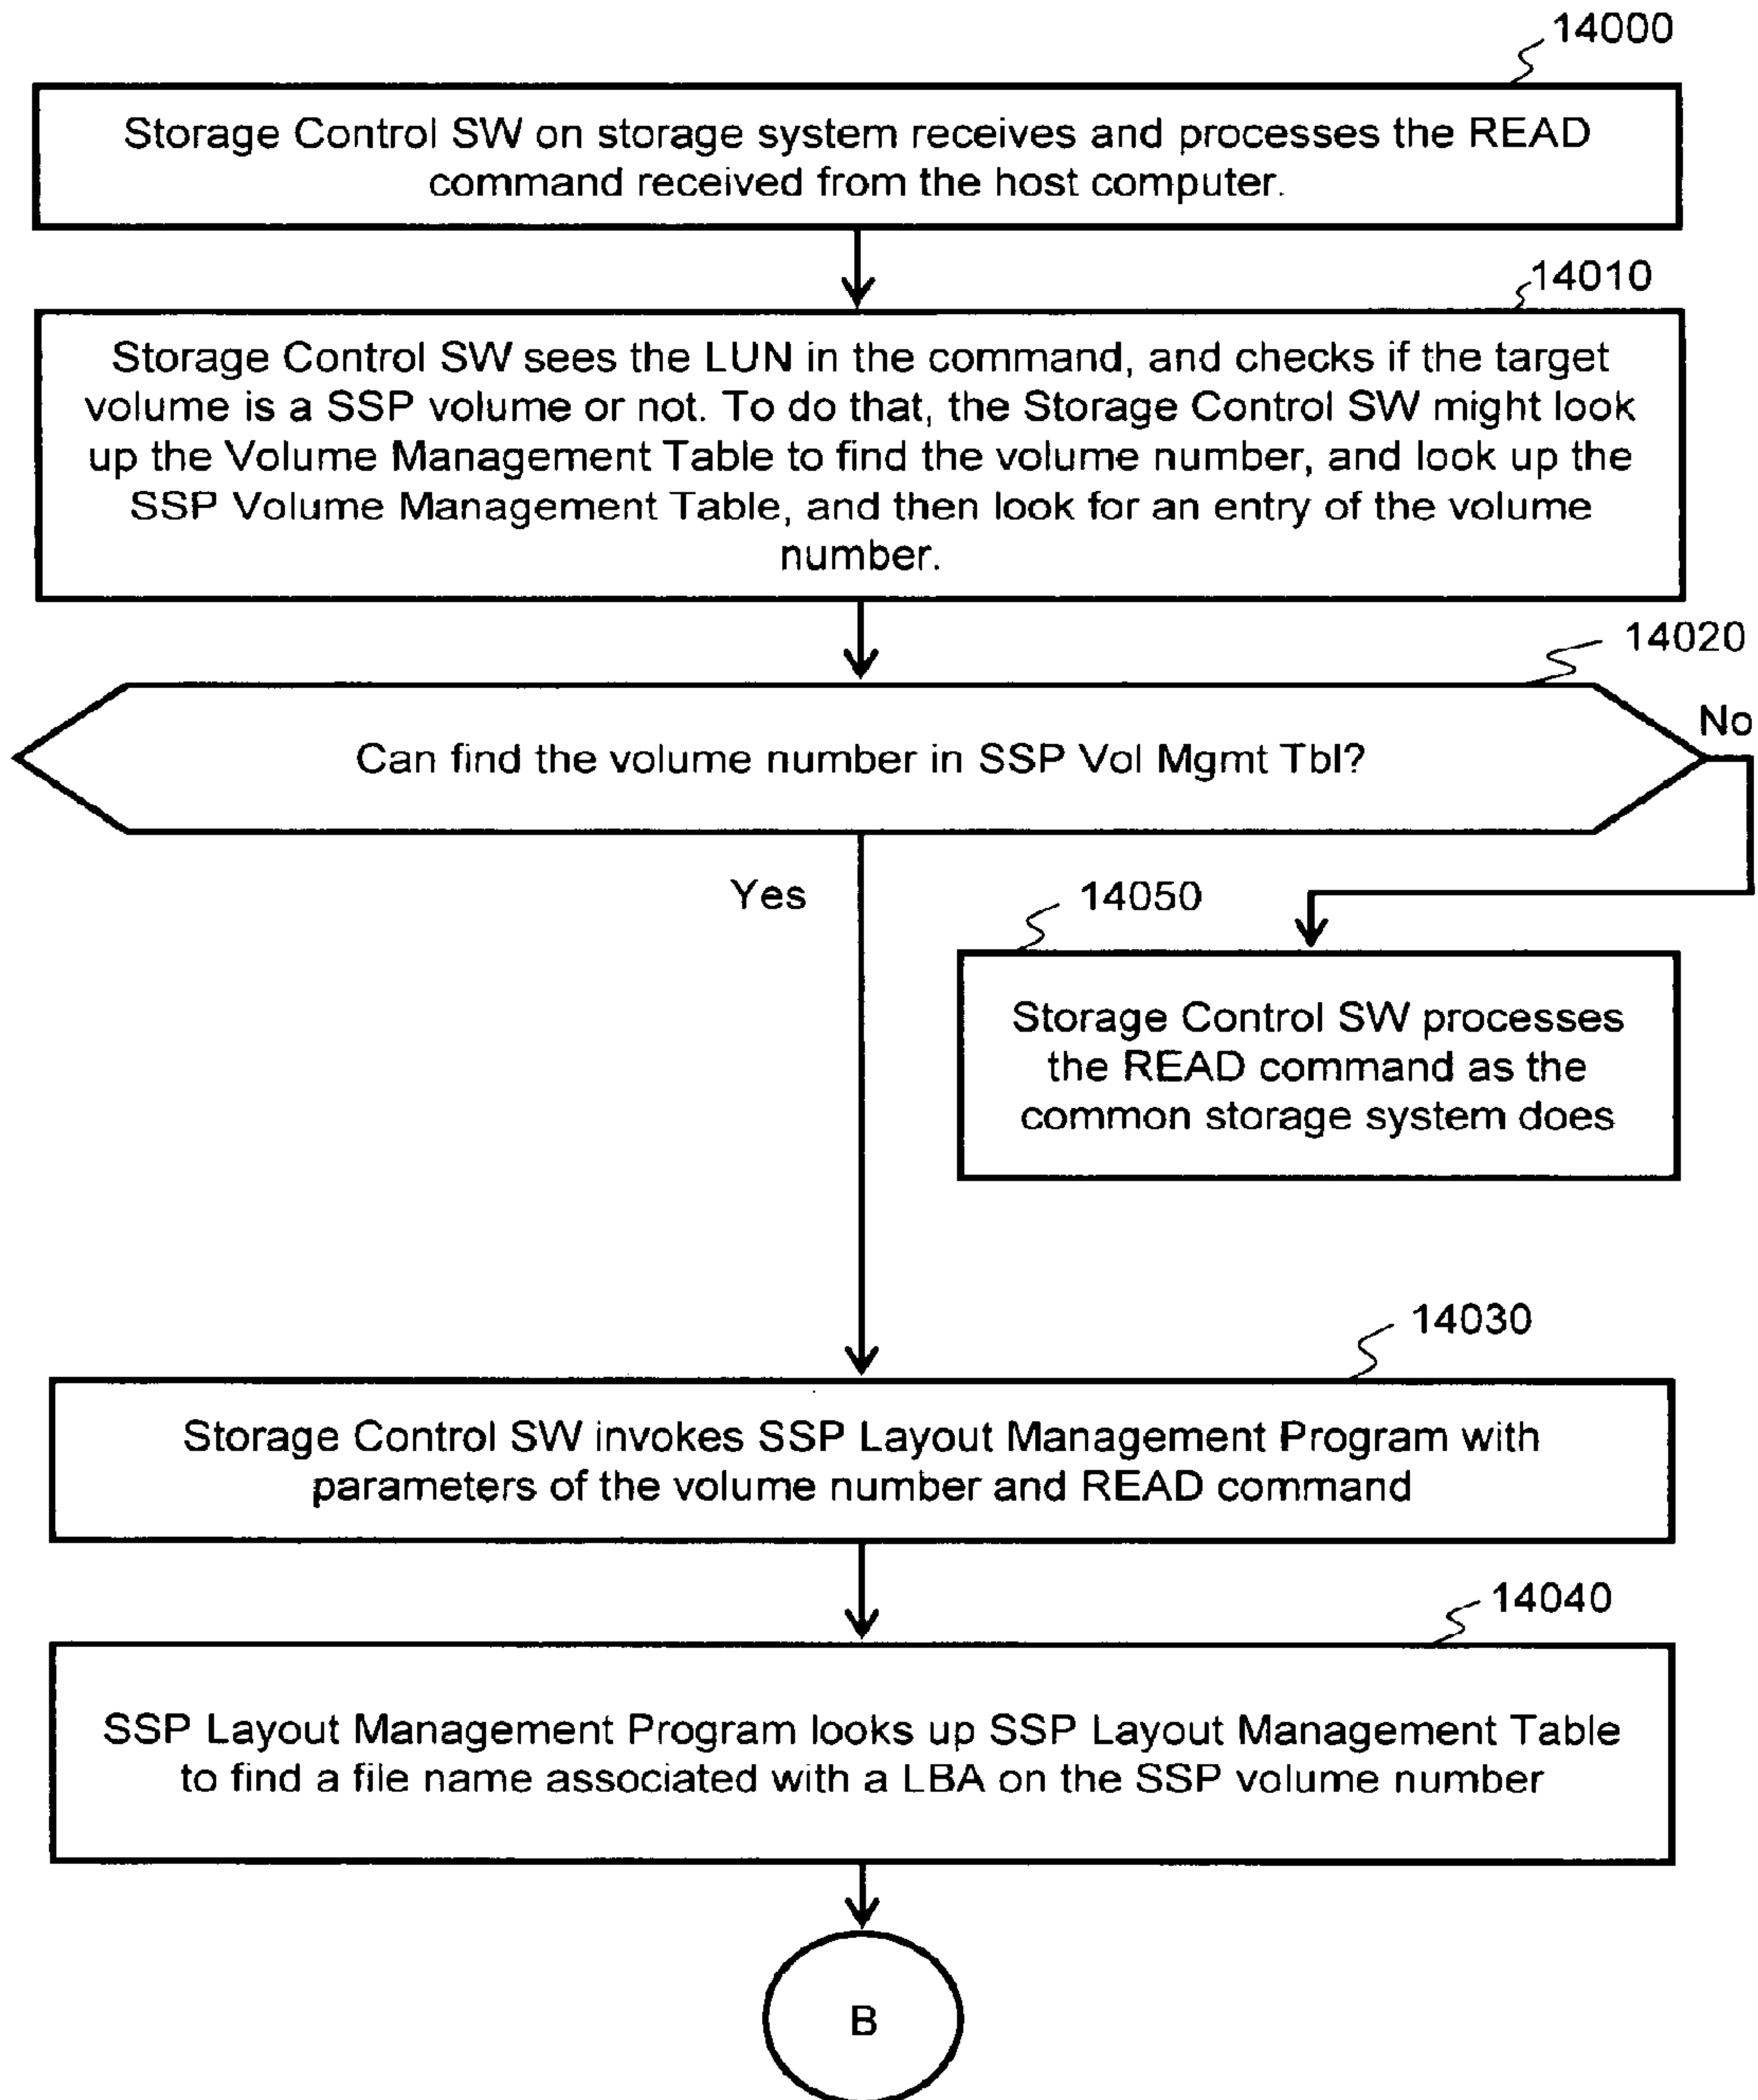 14000
Storage Control SW on storage system receives and processes the READ
command received from the host computer.
14010
Storage Control SW sees the LUN in the command, and checks if the target
volume is a SSP volume or not. To do that, the Storage Control SW might look
up the Volume Management Table to find the volume number, and look up the
SSP Volume Management Table, and then look for an entry of the volume
number.
14020
Can find the volume number in SSP Vol Mgmt Tbl?
No
Yes
14050
Storage Control SW processes
the READ command as the
common storage system does
14030
Storage Control SW invokes SSP Layout Management Program with
parameters of the volume number and READ command
14040
SSP Layout Management Program looks up SSP Layout Management Table
to find a file name associated with a LBA on the SSP volume number
B